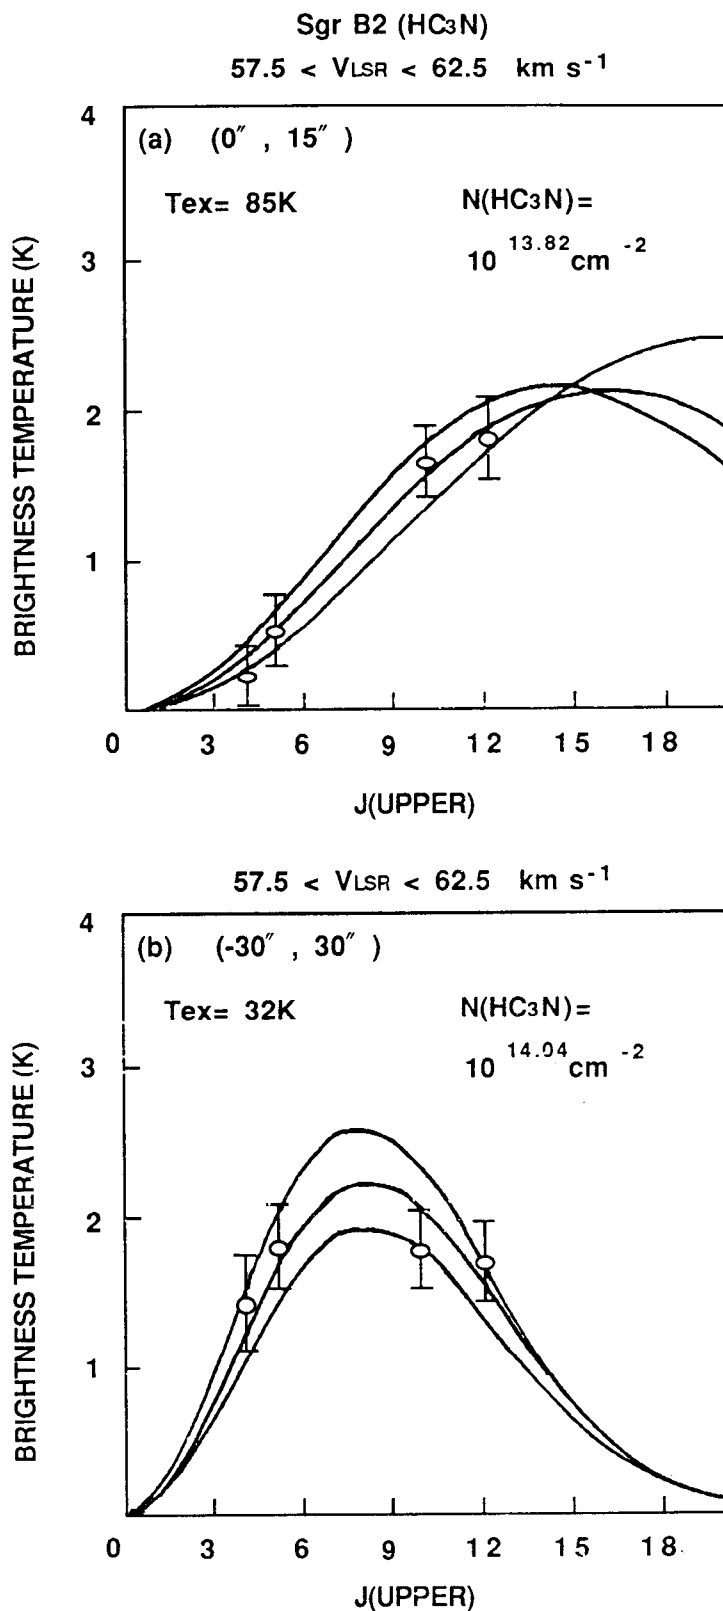 Sgr B2 (HC3N)
57.5 < VLSR < 62.5 km s-1
4
(a) (0″ , 15″ )
Tex= 85K
N(HC3N)=
10 13.82 cm -2
3
2
1
BRIGHTNESS TEMPERATURE (K)
0 3 6 9 12 15 18
J(UPPER)
57.5 < VLSR < 62.5 km s-1
4
(b) (-30″ , 30″ )
Tex= 32K
N(HC3N)=
10 14.04 cm -2
3
2
1
BRIGHTNESS TEMPERATURE (K)
0 3 6 9 12 15 18
J(UPPER)